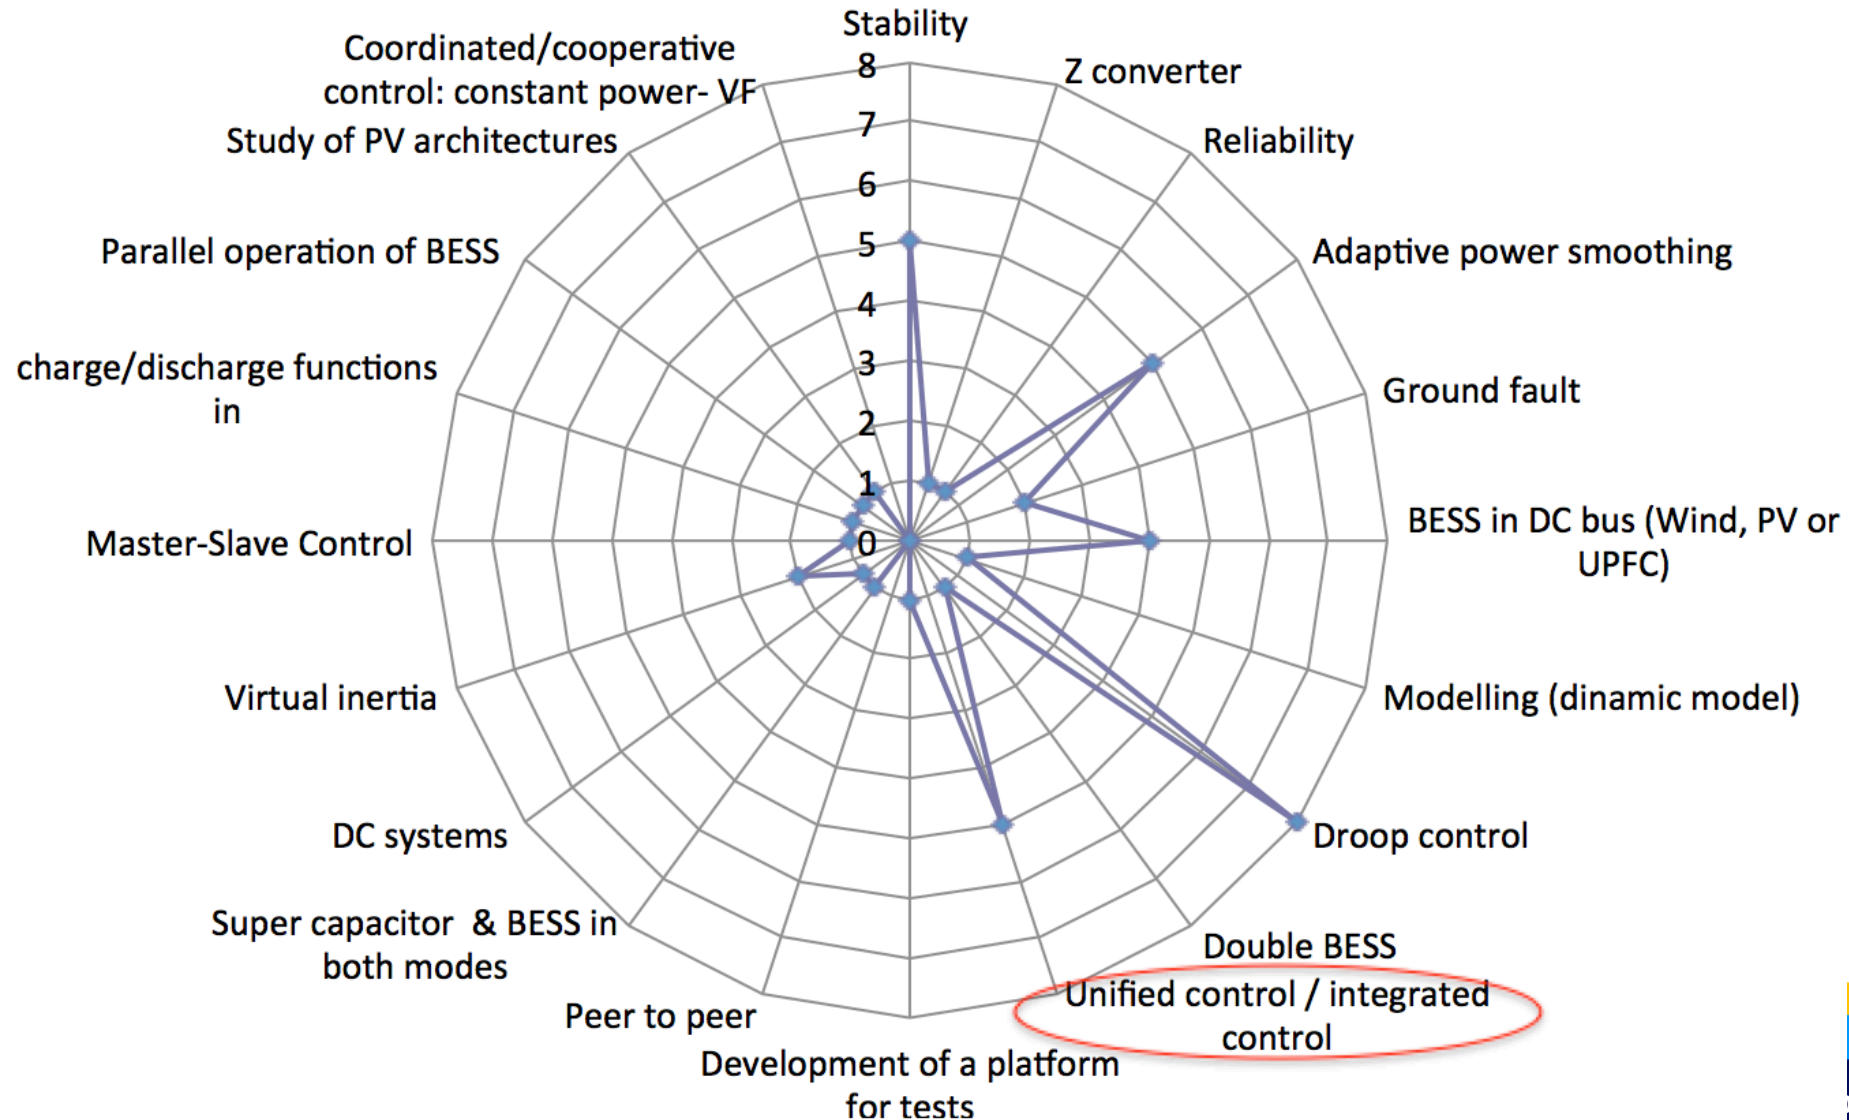 Stability
Coordinated/cooperative
control: constant power- VF
Z converter
Study of PV architectures
Reliability
Parallel operation of BESS
Adaptive power smoothing
charge/discharge functions
in
Ground fault
Master-Slave Control
BESS in DC bus (Wind, PV or
UPFC)
Virtual inertia
Modelling (dinamic model)
DC systems
Droop control
Super capacitor & BESS in
both modes
Double BESS
Unified control / integrated
control
Peer to peer
Development of a platform
for tests
8
7
6
5
4
3
2
1
0